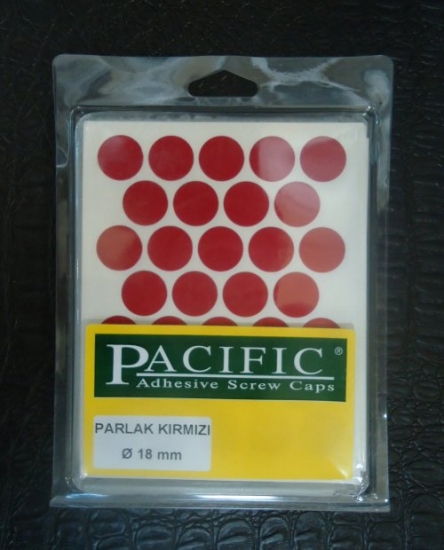 PACIFIC®
Adhesive Screw Caps
PARLAK KIRMIZI
Ø 18 mm